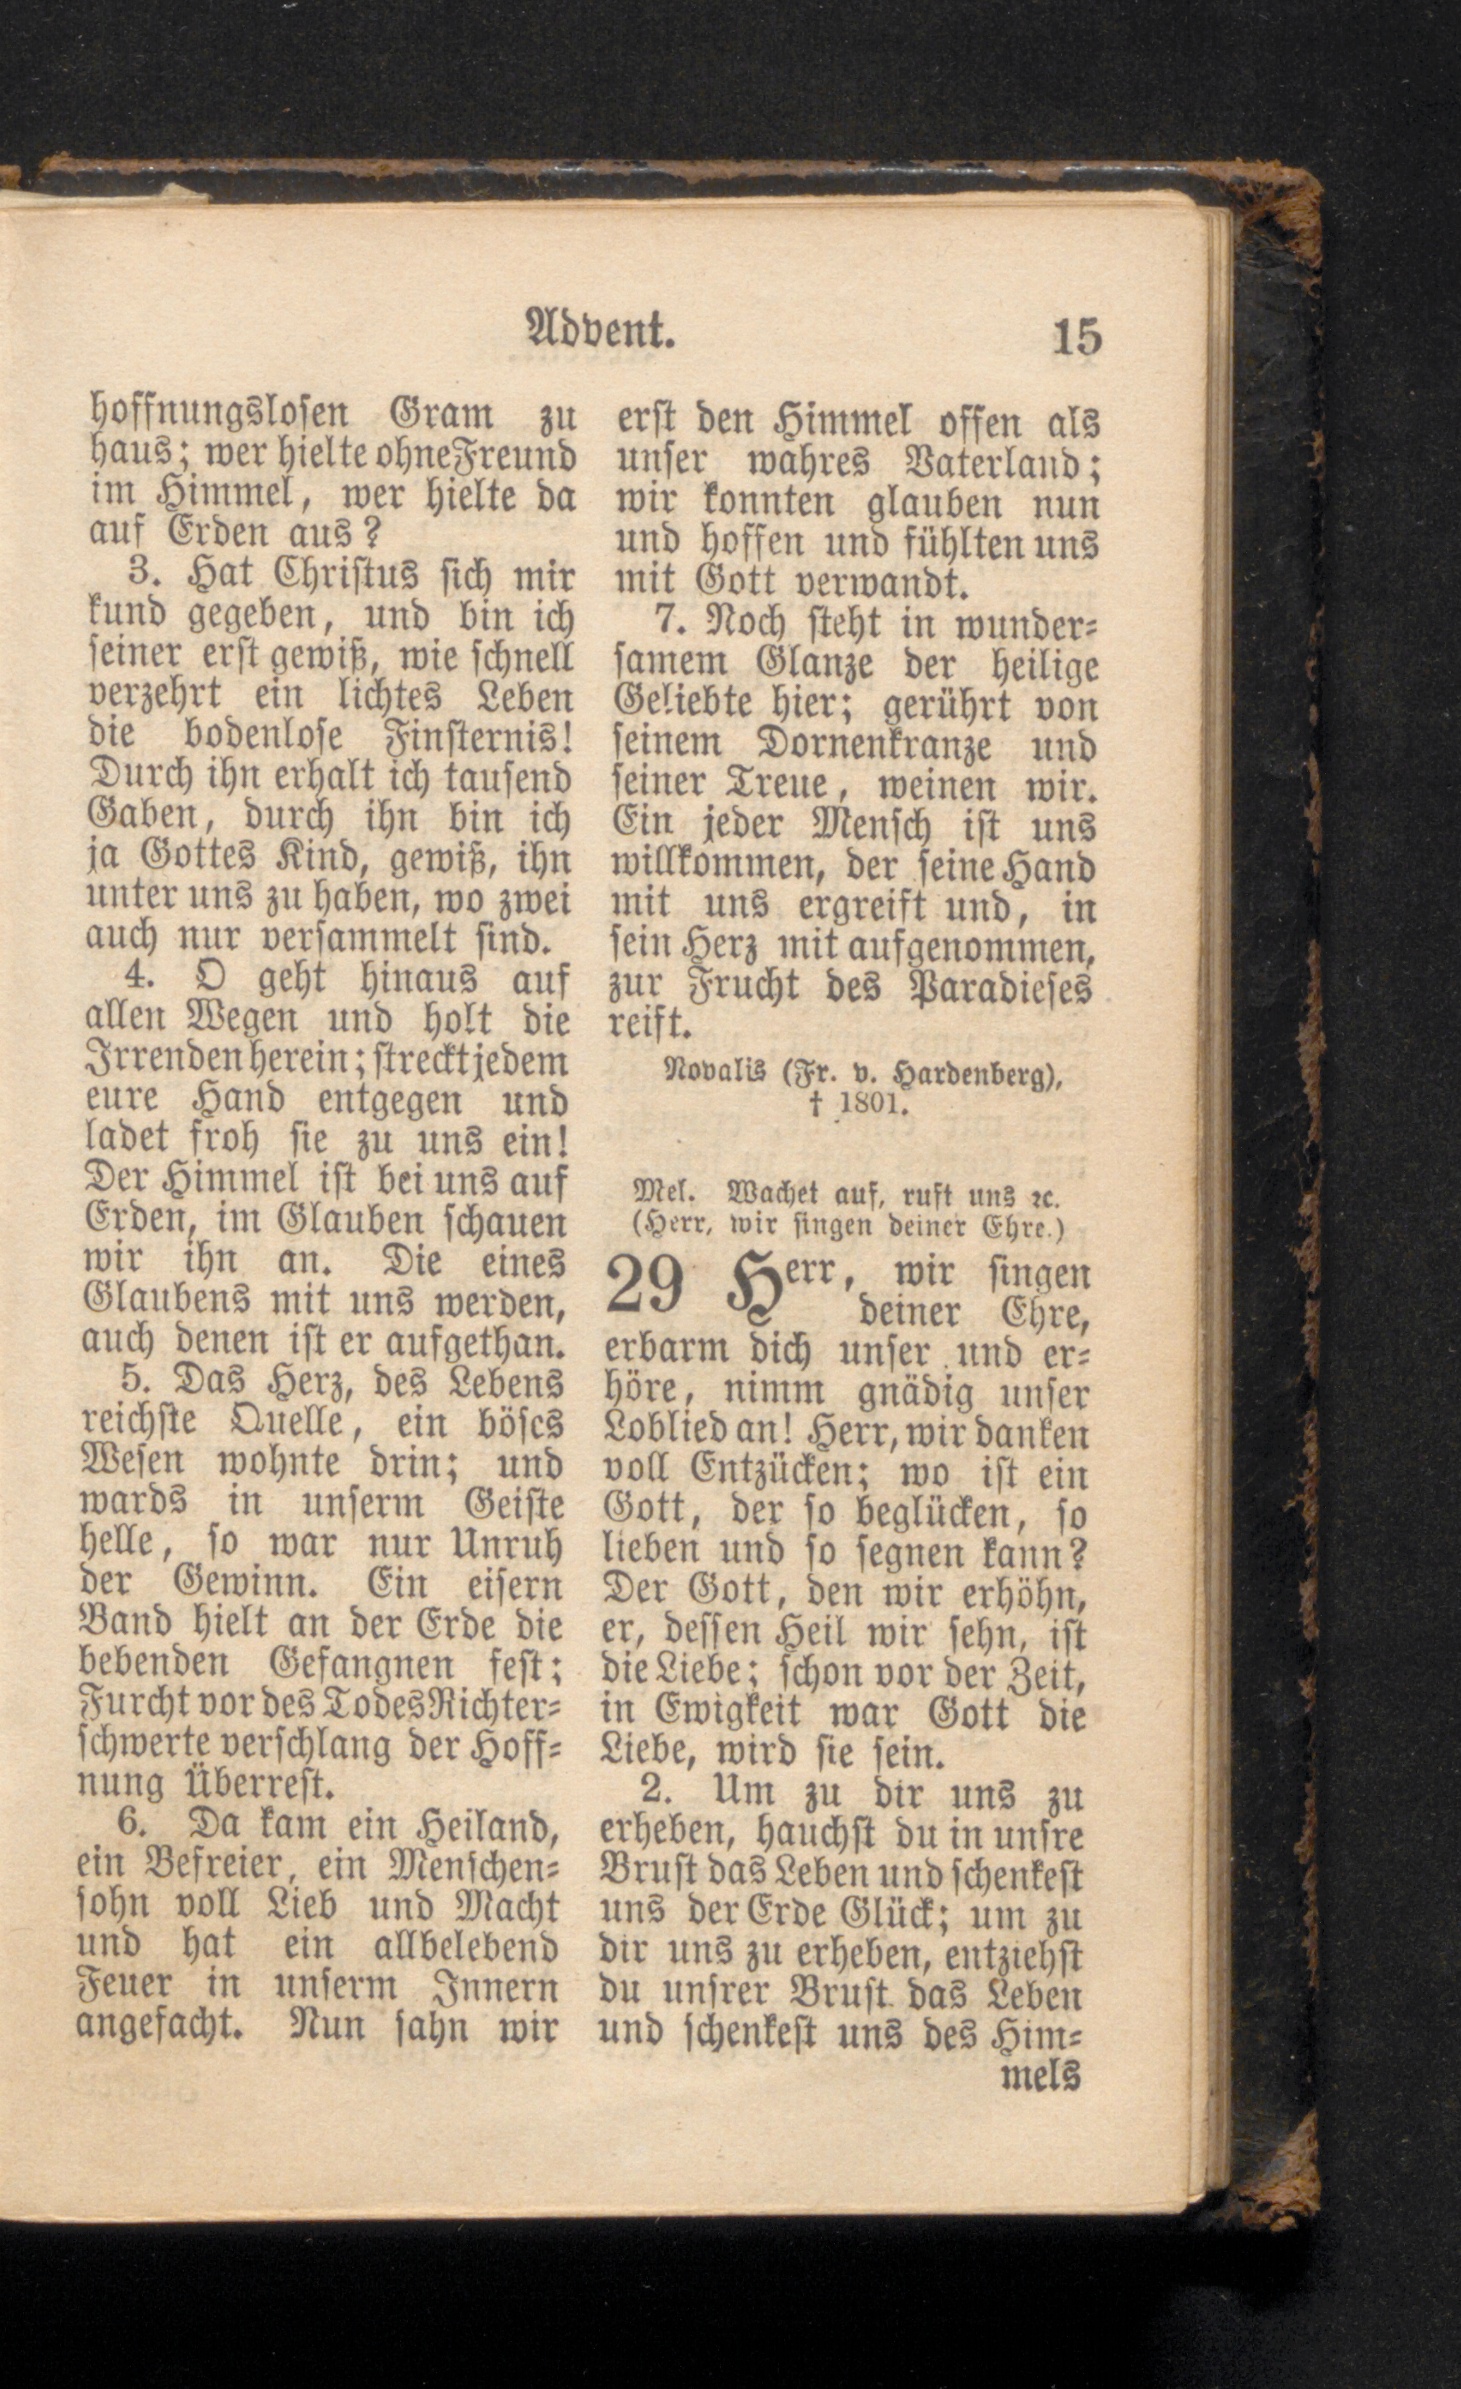 Advent.
15
hoffnungslosen Gram zu
haus; wer hielte ohne Freund
im Himmel, wer hielte da
auf Erden aus?
3. Hat Christus sich mir
kund gegeben, und bin ich
seiner erst gewiß, wie schnell
verzehrt ein lichtes Leben
die bodenlose Finsternis!
Durch ihn erhalt ich tausend
Gaben, durch ihn bin ich
ja Gottes Kind, gewiß, ihn
unter uns zu haben, wo zwei
auch nur versammelt sind.
4. O geht hinaus auf
allen Wegen und holt die
Irrenden herein; streckt jedem
eure Hand entgegen und
ladet froh sie zu uns ein!
Der Himmel ist bei uns auf
Erden, im Glauben schauen
wir ihn an. Die eines
Glaubens mit uns werden,
auch denen ist er aufgethan.
5. Das Herz, des Lebens
reichste Quelle, ein böses
Wesen wohnte drin; und
wards in unserm Geiste
helle, so war nur Unruh
der Gewinn. Ein eisern
Band hielt an der Erde die
bebenden Gefangnen fest;
Furcht vor des Todes Richter-
schwerte verschlang der Hoff-
nung Überrest.
6. Da kam ein Heiland,
ein Befreier, ein Menschen-
sohn voll Lieb und Macht
und hat ein allbelebend
Feuer in unserm Innern
angefacht. Nun sahn wir
erst den Himmel offen als
unser wahres Vaterland;
wir konnten glauben nun
und hoffen und fühlten uns
mit Gott verwandt.
7. Noch steht in wunder-
samem Glanze der heilige
Geliebte hier; gerührt von
seinem Dornenkranze und
seiner Treue, weinen wir.
Ein jeder Mensch ist uns
willkommen, der seine Hand
mit uns ergreift und, in
sein Herz mit aufgenommen,
zur Frucht des Paradieses
reift.
Novalis (Fr. v. Hardenberg),
† 1801.
Mel. Wachet auf, ruft uns ꝛc.
(Herr, wir singen deiner Ehre.)
29 Herr, wir singen
deiner Ehre,
erbarm dich unser und er-
höre, nimm gnädig unser
Loblied an! Herr, wir danken
voll Entzücken; wo ist ein
Gott, der so beglücken, so
lieben und so segnen kann?
Der Gott, den wir erhöhn,
er, dessen Heil wir sehn, ist
die Liebe; schon vor der Zeit,
in Ewigkeit war Gott die
Liebe, wird sie sein.
2. Um zu dir uns zu
erheben, hauchst du in unsre
Brust das Leben und schenkest
uns der Erde Glück; um zu
dir uns zu erheben, entziehst
du unsrer Brust das Leben
und schenkest uns des Him-
mels